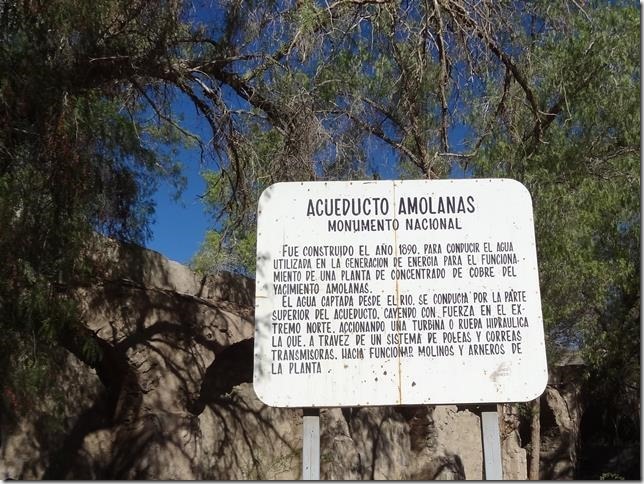 ACUEDUCTO AMOLANAS
MONUMENTO NACIONAL
FUE CONSTRUIDO EL AÑO 1890, PARA CONDUCIR EL AGUA
UTILIZADA EN LA GENERACION DE ENERGIA PARA EL FUNCIONA-
MIENTO DE UNA PLANTA DE CONCENTRADO DE COBRE DEL
YACIMIENTO AMOLANAS.
EL AGUA CAPTADA DESDE EL RIO, SE CONDUCIA POR LA PARTE
SUPERIOR DEL ACUEDUCTO, CAYENDO CON FUERZA EN EL EX-
TREMO NORTE, ACCIONANDO UNA TURBINA O RUEDA HIDRAULICA
LA QUE, A TRAVEZ DE UN SISTEMA DE POLEAS Y CORREAS
TRANSMISORAS, HACIA FUNCIONAR MOLINOS Y ARNEROS DE
LA PLANTA